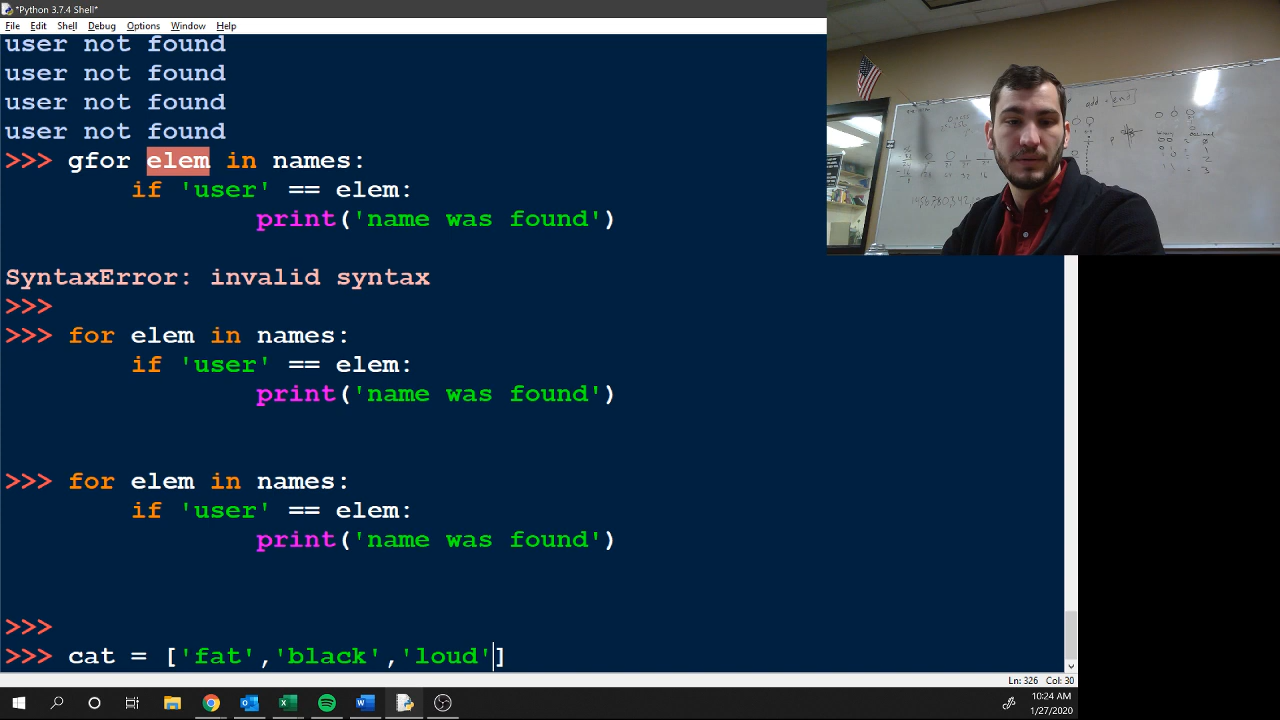 *Python 3.7.4 Shell*
File Edit Shell Debug Options Window Help
user not found
user not found
user not found
user not found
>>> gfor elem in names:
if 'user' == elem:
print('name was found')
SyntaxError: invalid syntax
>>>
>>> for elem in names:
if 'user' == elem:
print('name was found')
>>> for elem in names:
if 'user' == elem:
print('name was found')
>>>
>>> cat = ['fat','black','loud']
Ln: 326 Col: 30
10:24 AM
1/27/2020
add = end